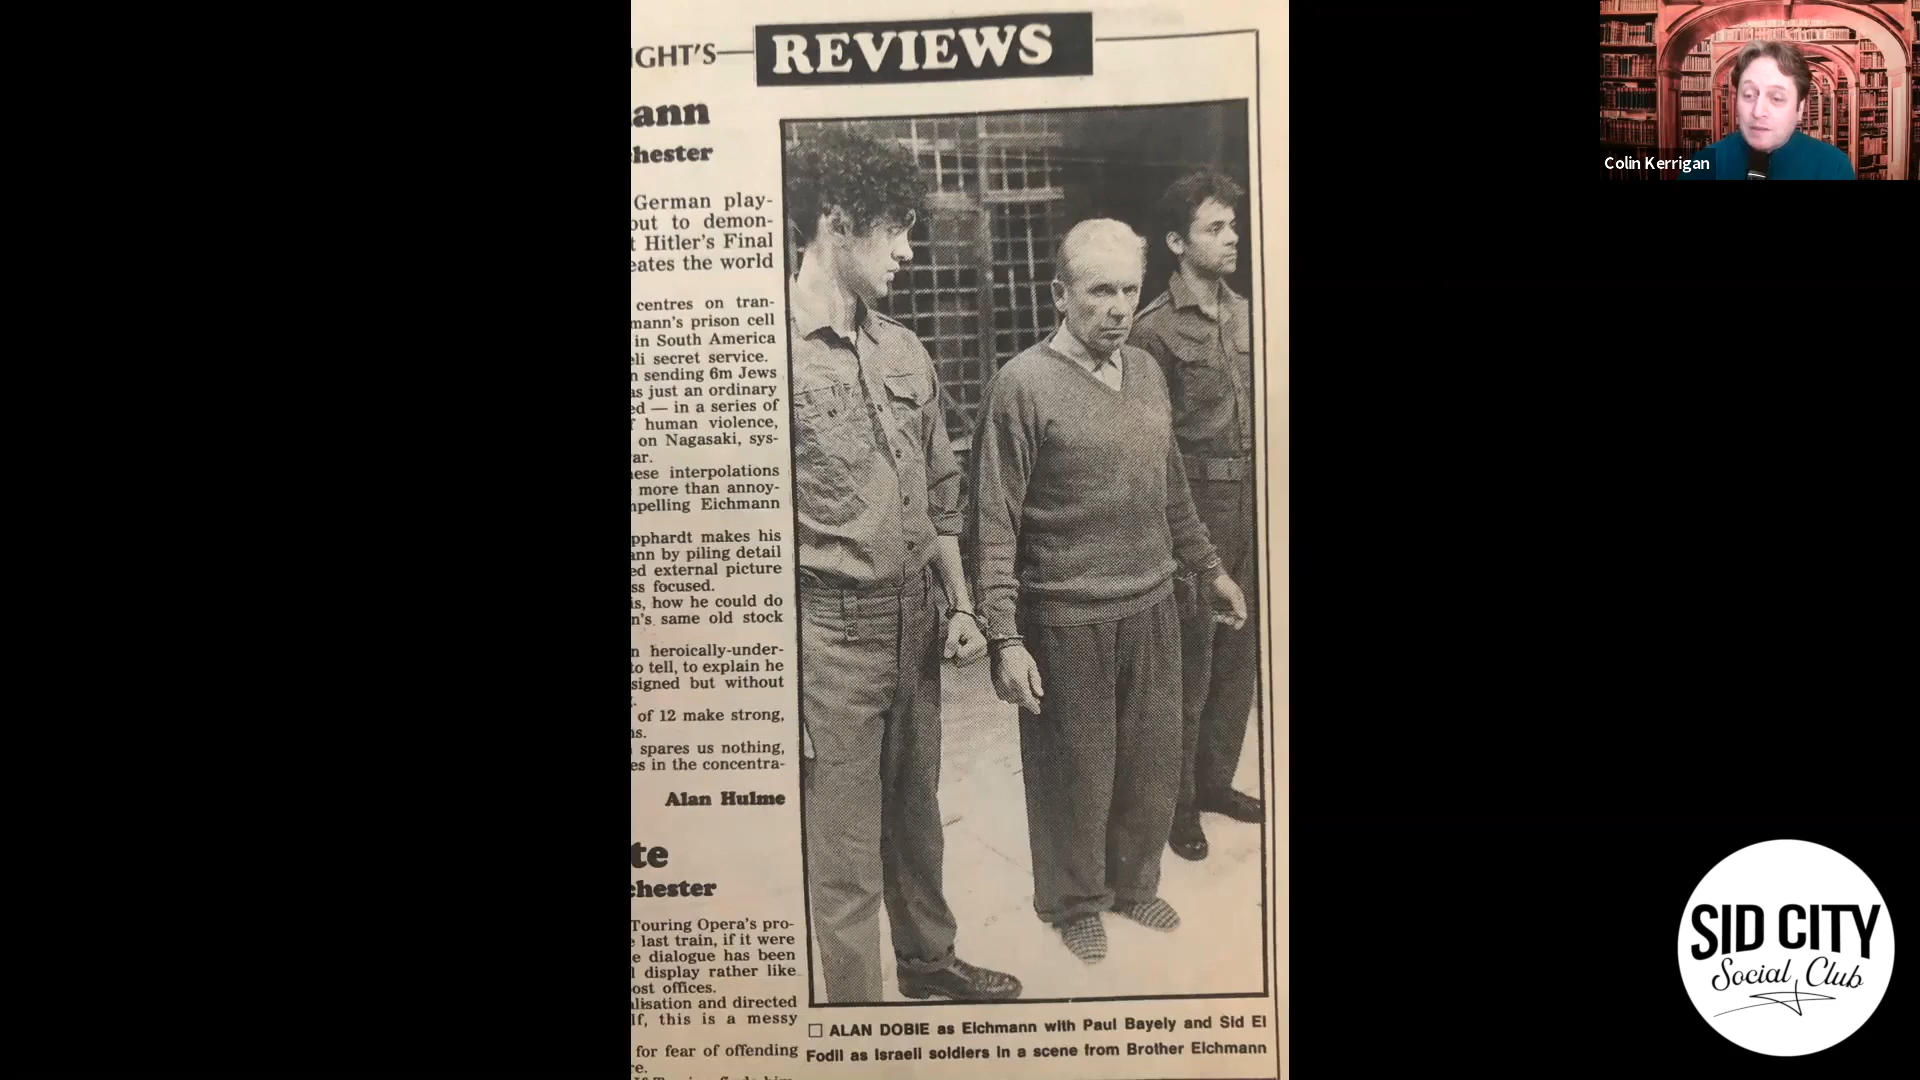 IGHT'S REVIEWS
ann
hester
German play-
out to demon-
t Hitler's Final
eates the world
centres on tran-
mann's prison cell
in South America
eli secret service.
n sending 6m Jews
as just an ordinary
ed — in a series of
f human violence,
on Nagasaki, sys-
ar.
ese interpolations
more than annoy-
pelling Eichmann
pphardt makes his
ann by piling detail
ed external picture
ss focused.
is, how he could do
n's same old stock
n heroically-under-
to tell, to explain he
signed but without
of 12 make strong,
ns.
spares us nothing,
es in the concentra-
Alan Hulme
te
chester
Touring Opera's pro-
e last train, if it were
e dialogue has been
l display rather like
ost offices.
alisation and directed
lf, this is a messy
for fear of offending
re.
□ ALAN DOBIE as Eichmann with Paul Bayely and Sid El
Fodil as Israeli soldiers in a scene from Brother Eichmann
Colin Kerrigan
SID CITY
Social Club